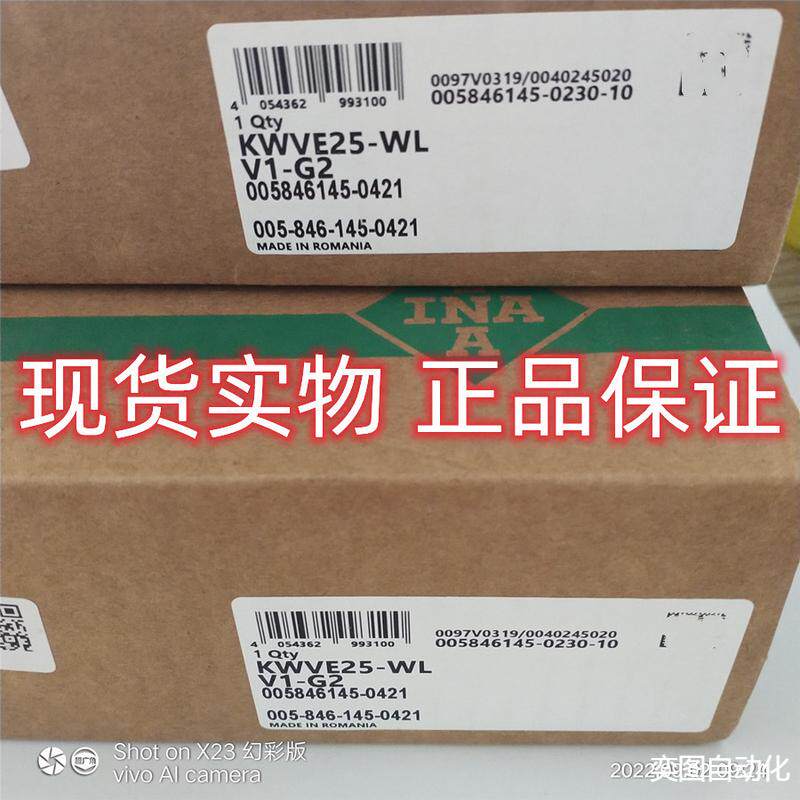 4 054362 993100
0097V0319/0040245020
005846145-0230-10
1 Qty
KWVE25-WL
V1-G2
005846145-0421
005-846-145-0421
MADE IN ROMANIA
INA
A
现货实物 正品保证
4 054362 993100
0097V0319/0040245020
005846145-0230-10
1 Qty
KWVE25-WL
V1-G2
005846145-0421
005-846-145-0421
MADE IN ROMANIA
Shot on X23 幻彩版
vivo AI camera
奕图自动化